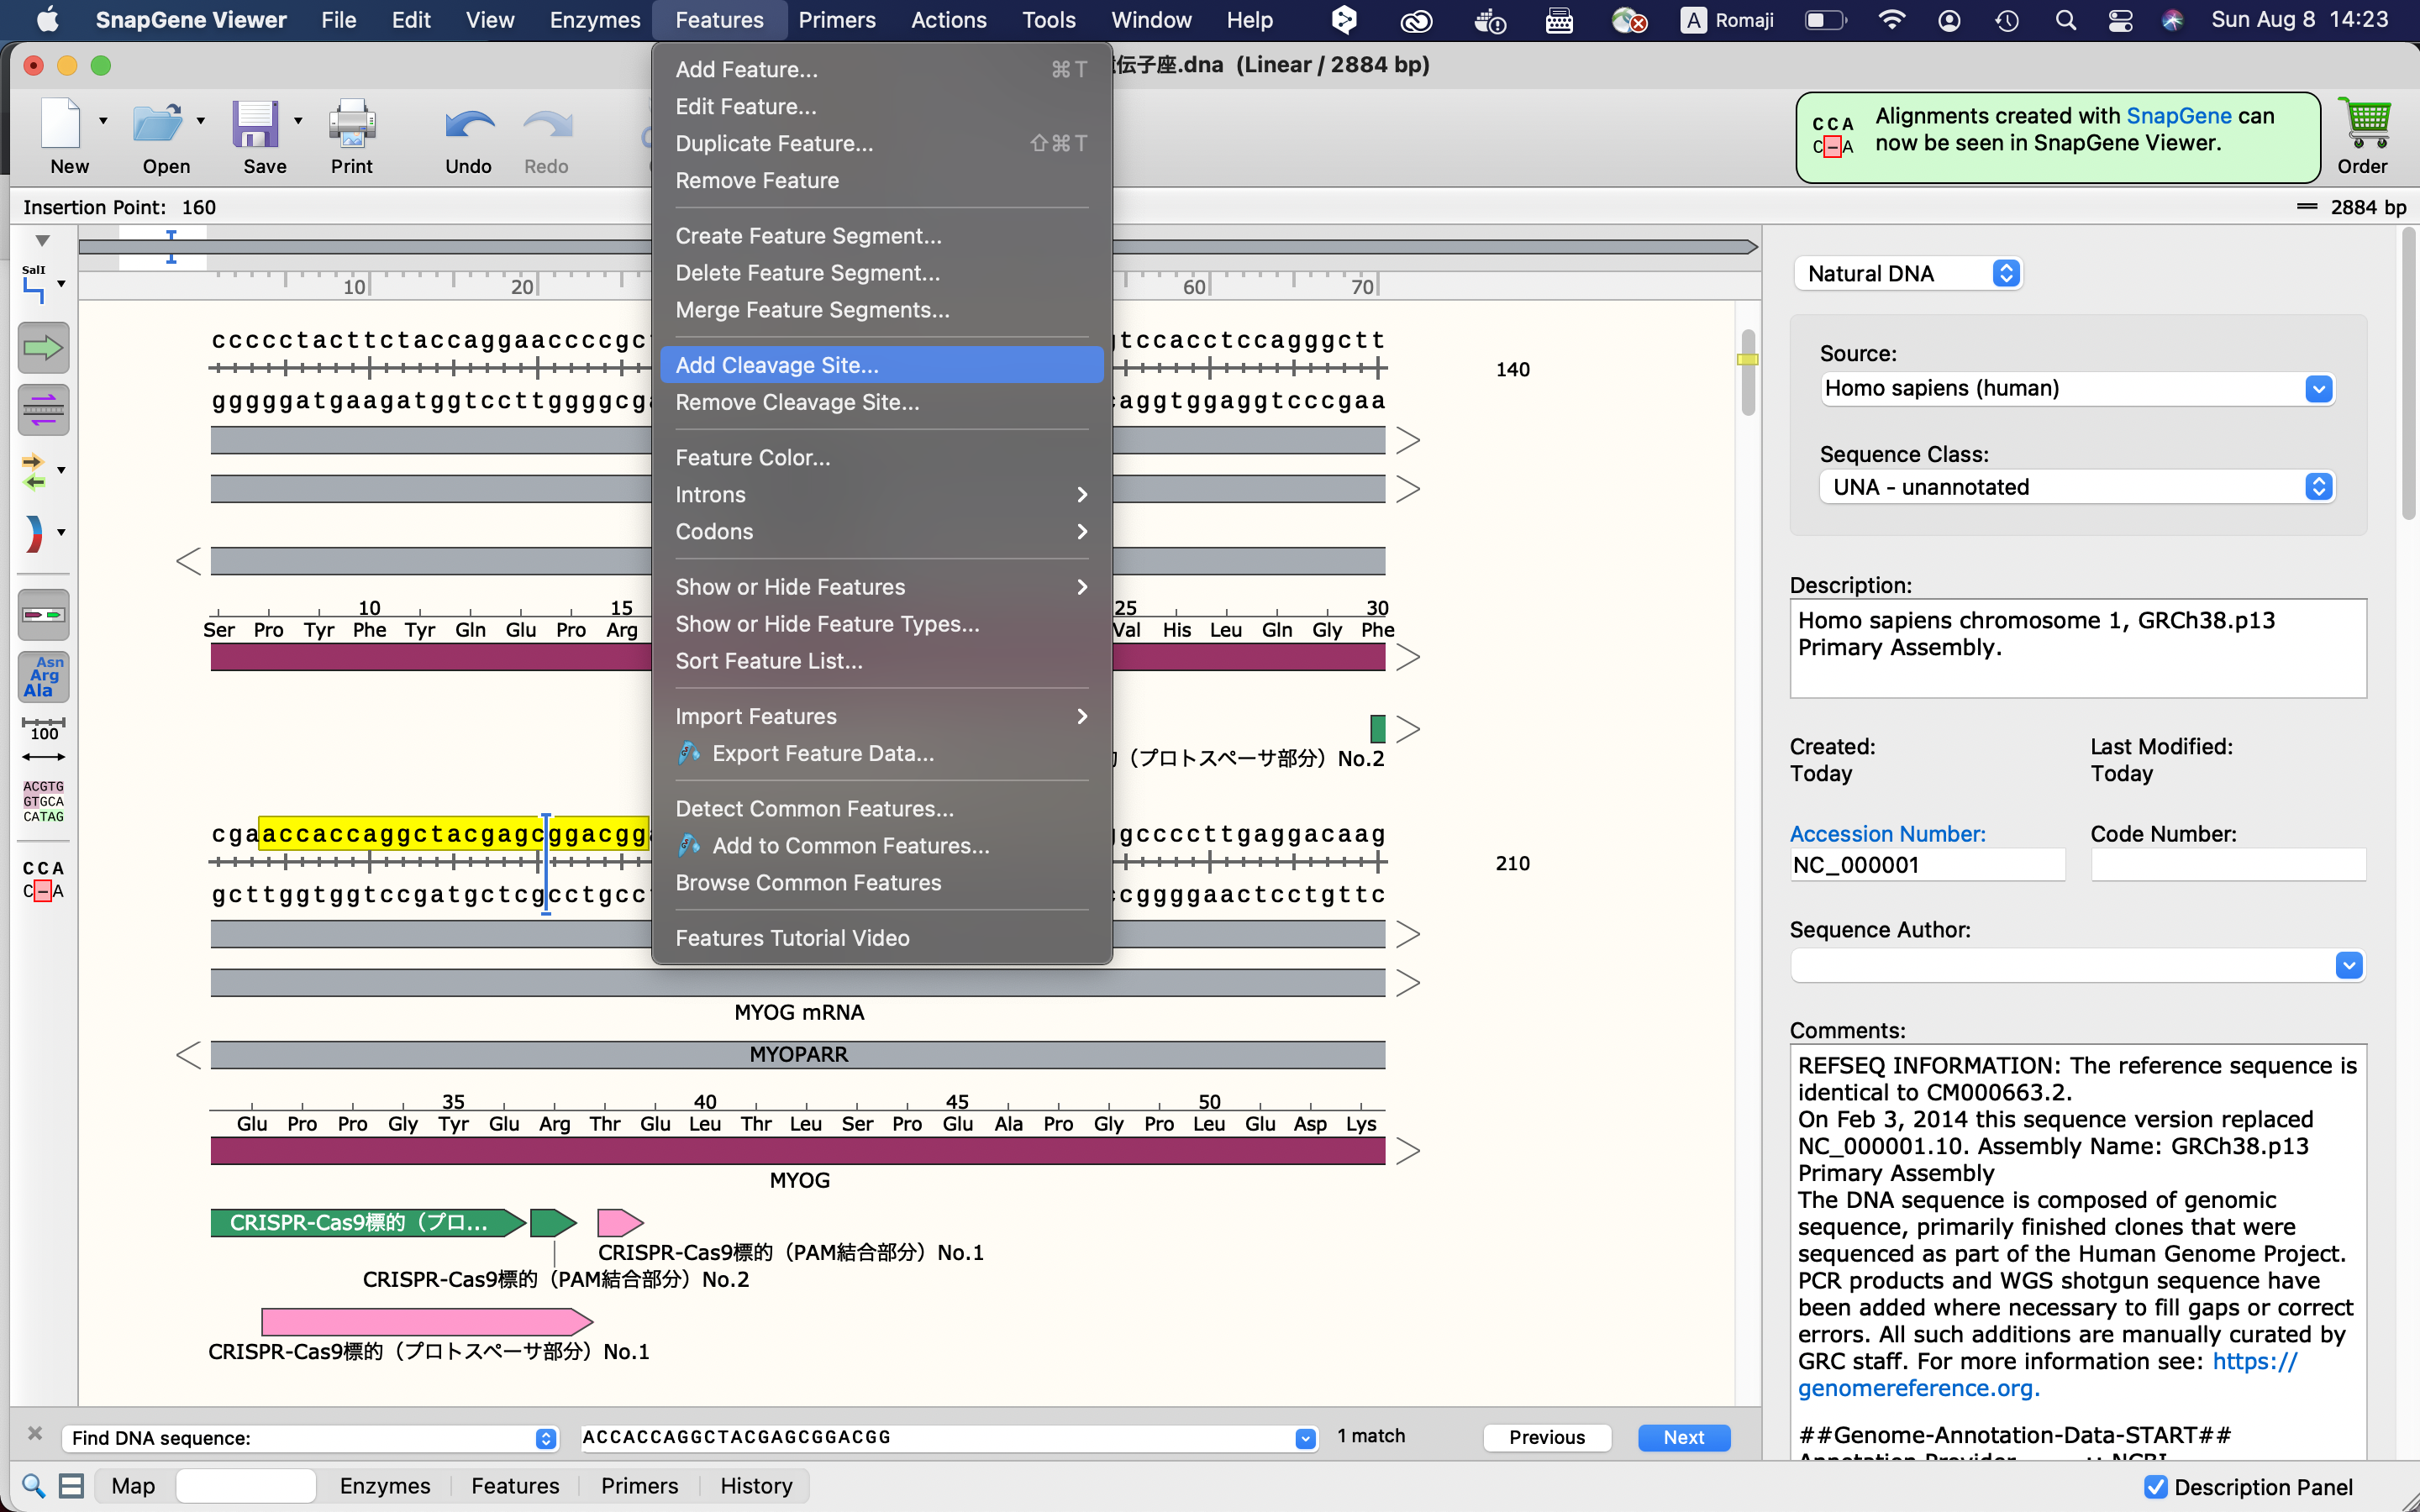 SnapGene Viewer File Edit View Enzymes Features Primers Actions Tools Window Help A Romaji Sun Aug 8 14:23
伝子座.dna (Linear / 2884 bp)
New Open Save Print Undo Redo
CCA
C–A
Alignments created with SnapGene can
now be seen in SnapGene Viewer.
Order
Insertion Point: 160
2884 bp
Add Feature... ⌘T
Edit Feature...
Duplicate Feature... ⇧⌘T
Remove Feature
Create Feature Segment...
Delete Feature Segment...
Merge Feature Segments...
Add Cleavage Site...
Remove Cleavage Site...
Feature Color...
Introns
Codons
Show or Hide Features
Show or Hide Feature Types...
Sort Feature List...
Import Features
Export Feature Data...
Detect Common Features...
Add to Common Features...
Browse Common Features
Features Tutorial Video
SalI
Asn
Arg
Ala
100
ACGTG
GTGCA
CATAG
CCA
C–A
10 20 60 70
ccccctacttctaccaggaaccccgc tccacctccagggctt
140
gggggatgaagatggtccttggggcg aggtggaggtcccgaa
10 15 25 30
Ser Pro Tyr Phe Tyr Gln Glu Pro Arg Val His Leu Gln Gly Phe
（プロトスペーサ部分）No.2
cgaaccaccaggctacgagcggacgg gccccttgaggacaag
210
gcttggtggtccgatgctcgcctgcc cggggaactcctgttc
MYOG mRNA
MYOPARR
35 40 45 50
Glu Pro Pro Gly Tyr Glu Arg Thr Glu Leu Thr Leu Ser Pro Glu Ala Pro Gly Pro Leu Glu Asp Lys
MYOG
CRISPR-Cas9標的（プロ...
CRISPR-Cas9標的（PAM結合部分）No.1
CRISPR-Cas9標的（PAM結合部分）No.2
CRISPR-Cas9標的（プロトスペーサ部分）No.1
Natural DNA
Source:
Homo sapiens (human)
Sequence Class:
UNA - unannotated
Description:
Homo sapiens chromosome 1, GRCh38.p13
Primary Assembly.
Created: Last Modified:
Today Today
Accession Number: Code Number:
NC_000001
Sequence Author:
Comments:
REFSEQ INFORMATION: The reference sequence is
identical to CM000663.2.
On Feb 3, 2014 this sequence version replaced
NC_000001.10. Assembly Name: GRCh38.p13
Primary Assembly
The DNA sequence is composed of genomic
sequence, primarily finished clones that were
sequenced as part of the Human Genome Project.
PCR products and WGS shotgun sequence have
been added where necessary to fill gaps or correct
errors. All such additions are manually curated by
GRC staff. For more information see: https://
genomereference.org.
##Genome-Annotation-Data-START##
Find DNA sequence: ACCACCAGGCTACGAGCGGACGG 1 match Previous Next
Map Enzymes Features Primers History Description Panel